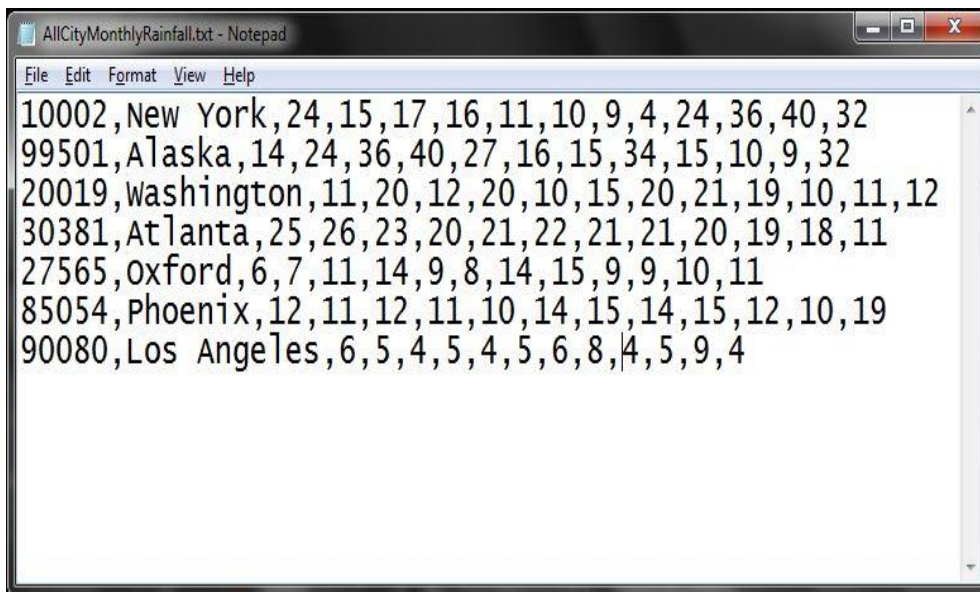 AllCityMonthlyRainfall.txt - Notepad
File Edit Format View Help
10002,New York,24,15,17,16,11,10,9,4,24,36,40,32
99501,Alaska,14,24,36,40,27,16,15,34,15,10,9,32
20019,Washington,11,20,12,20,10,15,20,21,19,10,11,12
30381,Atlanta,25,26,23,20,21,22,21,21,20,19,18,11
27565,Oxford,6,7,11,14,9,8,14,15,9,9,10,11
85054,Phoenix,12,11,12,11,10,14,15,14,15,12,10,19
90080,Los Angeles,6,5,4,5,4,5,6,8,4,5,9,4